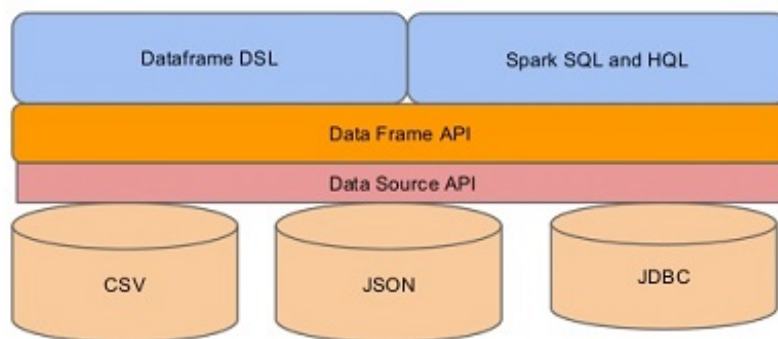 Dataframe DSL
Spark SQL and HQL
Data Frame API
Data Source API
CSV
JSON
JDBC